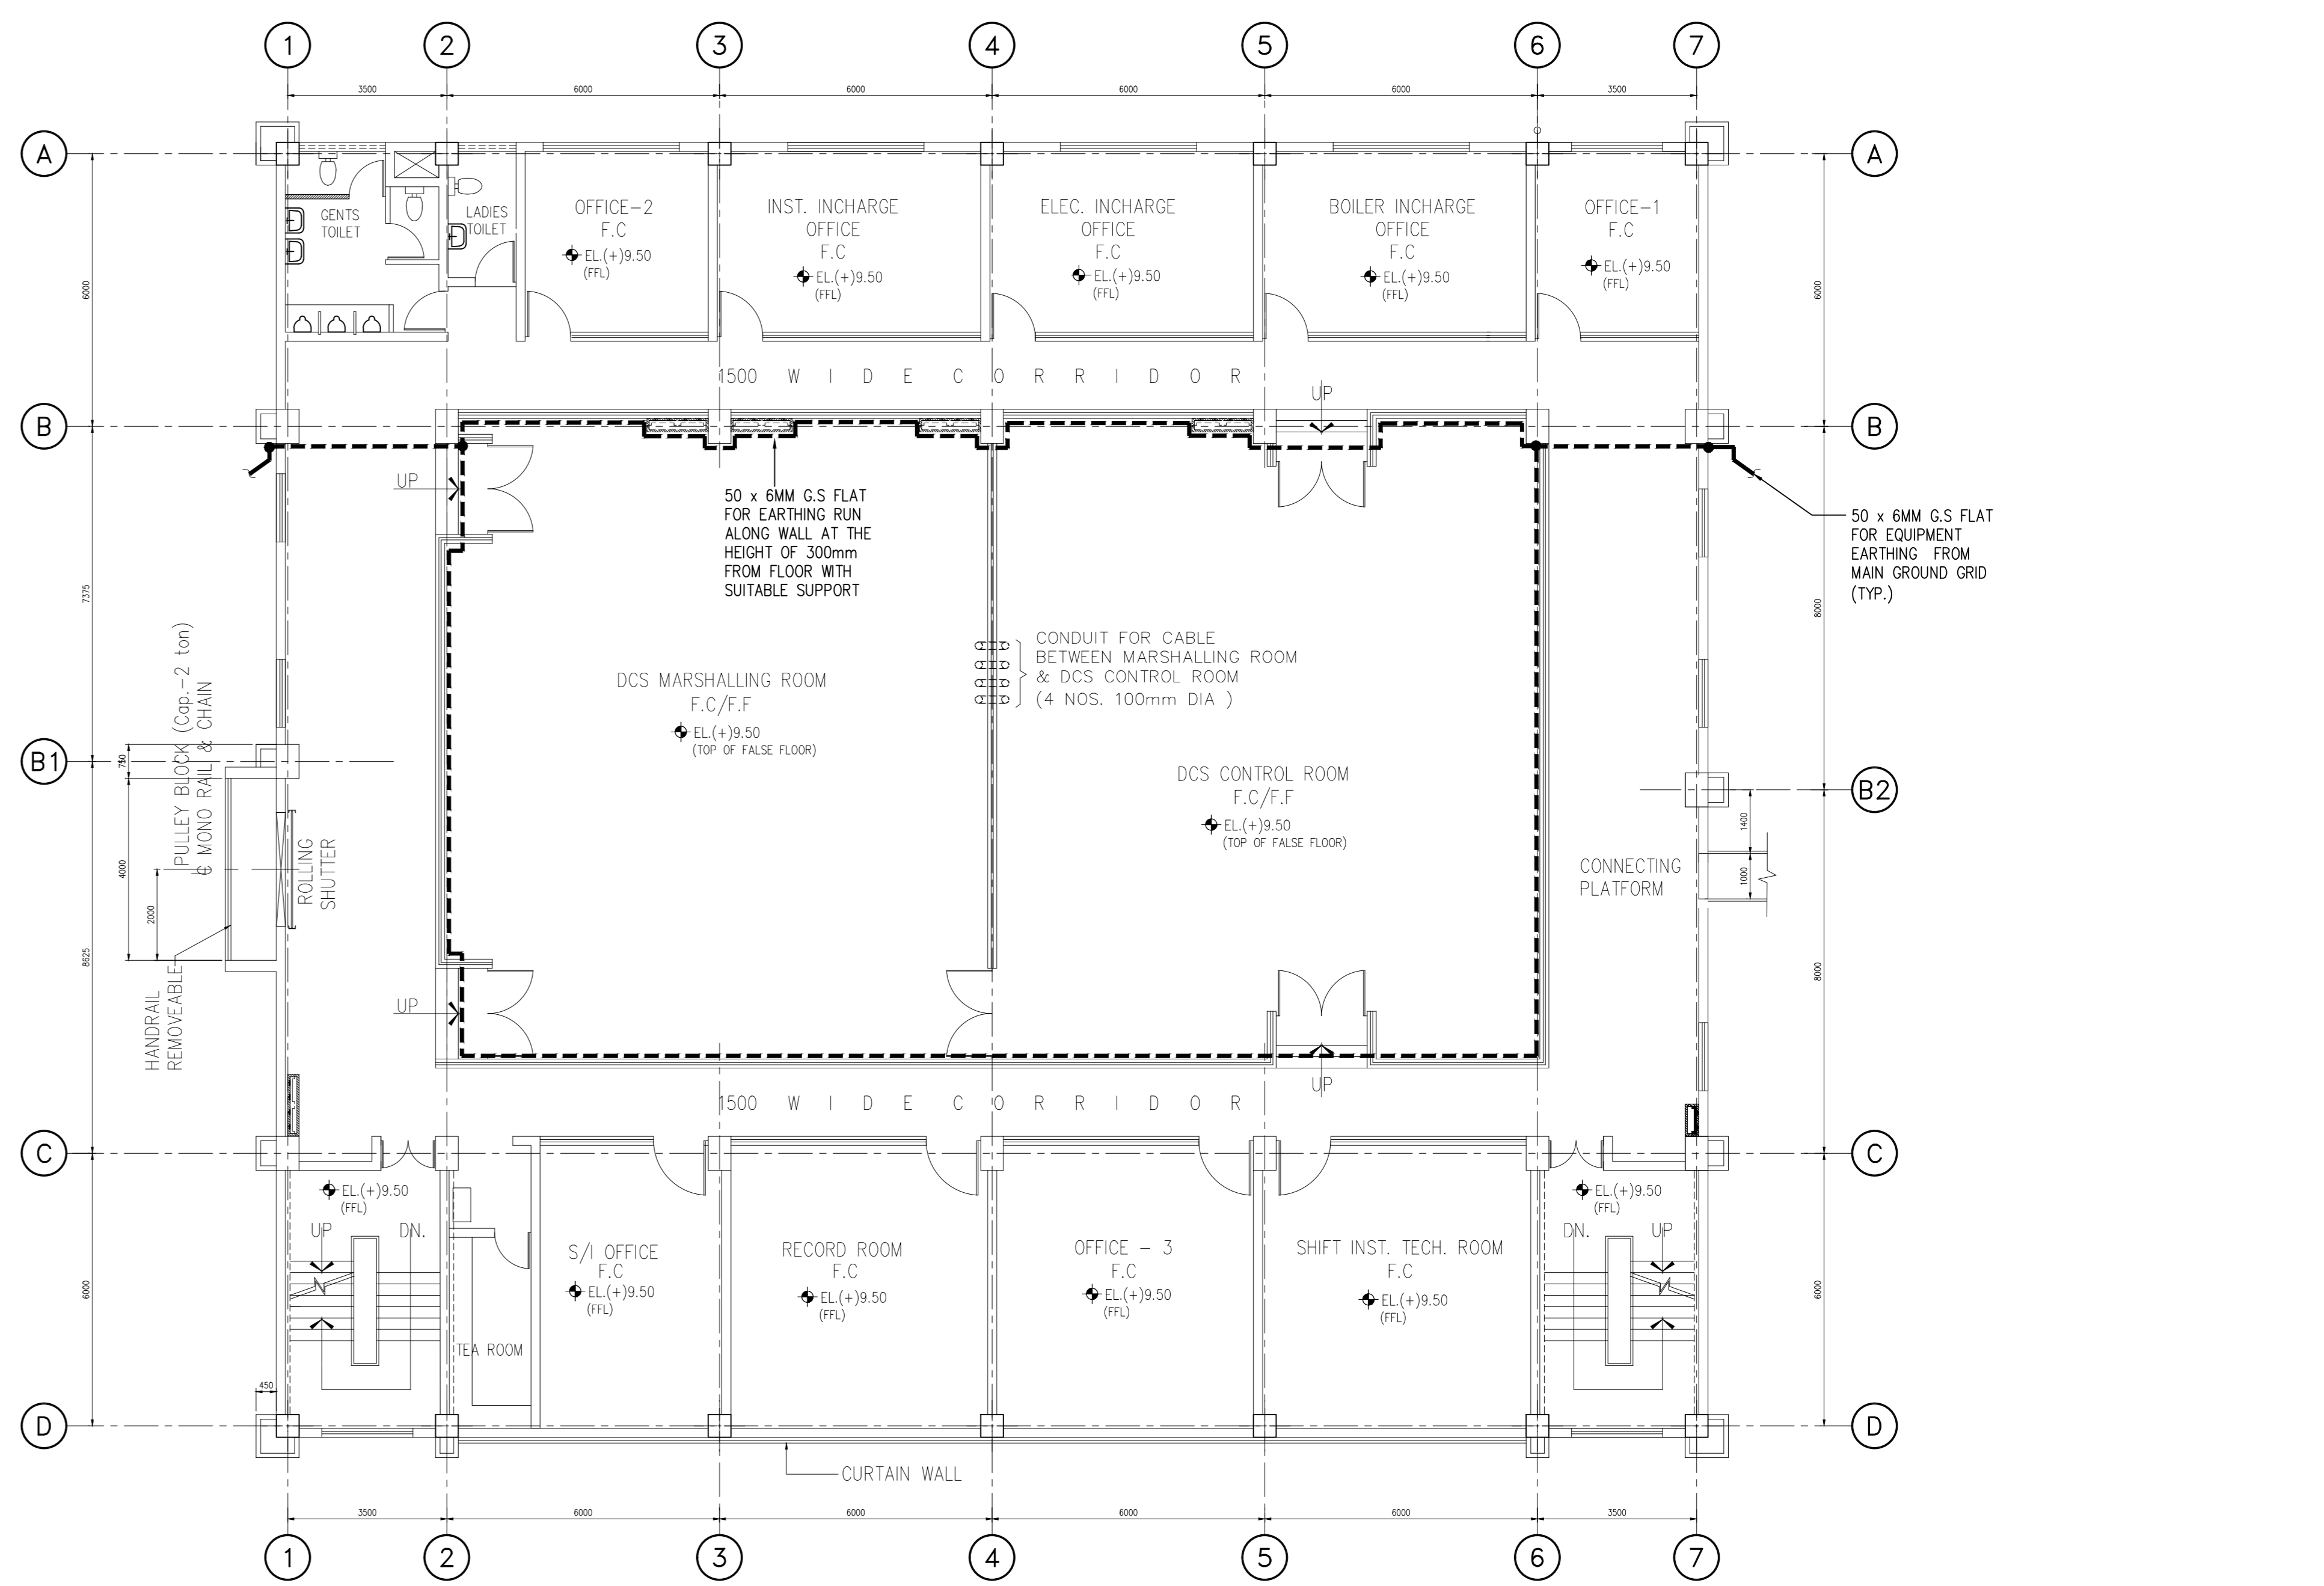 1 2 3 4 5 6 7
3500 6000 6000 6000 6000 3500
A A
GENTS
TOILET
LADIES
TOILET
OFFICE-2
F.C
EL.(+)9.50
(FFL)
INST. INCHARGE
OFFICE
F.C
EL.(+)9.50
(FFL)
ELEC. INCHARGE
OFFICE
F.C
EL.(+)9.50
(FFL)
BOILER INCHARGE
OFFICE
F.C
EL.(+)9.50
(FFL)
OFFICE-1
F.C
EL.(+)9.50
(FFL)
6000 6000
1500 W I D E C O R R I D O R
UP
B B
UP
50 x 6MM G.S FLAT
FOR EARTHING RUN
ALONG WALL AT THE
HEIGHT OF 300mm
FROM FLOOR WITH
SUITABLE SUPPORT
50 x 6MM G.S FLAT
FOR EQUIPMENT
EARTHING FROM
MAIN GROUND GRID
(TYP.)
7375 8000
CONDUIT FOR CABLE
BETWEEN MARSHALLING ROOM
& DCS CONTROL ROOM
(4 NOS. 100mm DIA )
DCS MARSHALLING ROOM
F.C/F.F
EL.(+)9.50
(TOP OF FALSE FLOOR)
PULLEY BLOCK (Cap.-2 ton)
℄ MONO RAIL & CHAIN
B1 B2
750
DCS CONTROL ROOM
F.C/F.F
EL.(+)9.50
(TOP OF FALSE FLOOR)
1400
4000
2000
ROLLING
SHUTTER
CONNECTING
PLATFORM
1000
8625 8000
HANDRAIL
REMOVEABLE
UP
UP
1500 W I D E C O R R I D O R
C C
EL.(+)9.50
(FFL)
UP DN.
TEA ROOM
S/I OFFICE
F.C
EL.(+)9.50
(FFL)
RECORD ROOM
F.C
EL.(+)9.50
(FFL)
OFFICE - 3
F.C
EL.(+)9.50
(FFL)
SHIFT INST. TECH. ROOM
F.C
EL.(+)9.50
(FFL)
EL.(+)9.50
(FFL)
DN. UP
6000 6000
450
D D
CURTAIN WALL
3500 6000 6000 6000 6000 3500
1 2 3 4 5 6 7